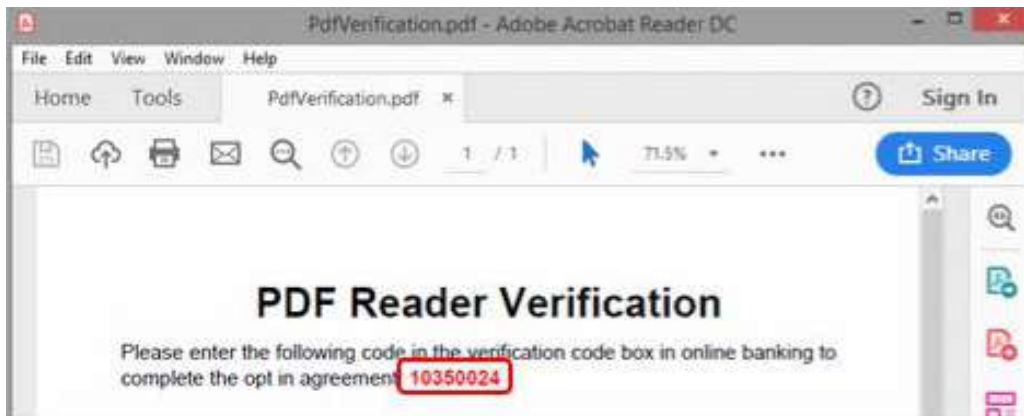 PdfVerification.pdf - Adobe Acrobat Reader DC
File Edit View Window Help
Home Tools PdfVerification.pdf × ? Sign In
1 / 1 71.5% Share
PDF Reader Verification
Please enter the following code in the verification code box in online banking to
complete the opt in agreement 10350024